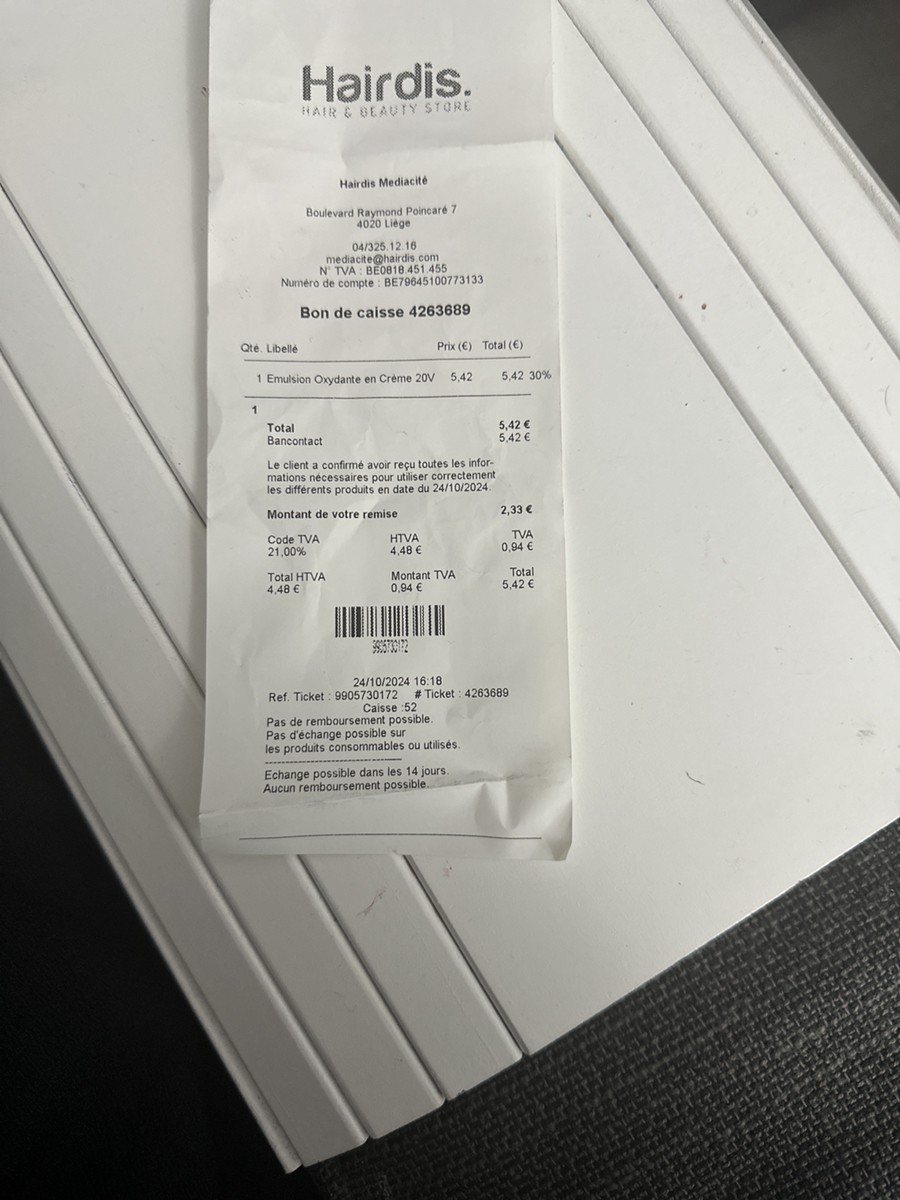 Hairdis.
HAIR & BEAUTY STORE
Hairdis Mediacité
Boulevard Raymond Poincaré 7
4020 Liège
04/325.12.16
mediacite@hairdis.com
N° TVA : BE0818.451.455
Numéro de compte : BE79645100773133
Bon de caisse 4263689
Qté. Libellé Prix (€) Total (€)
1 Emulsion Oxydante en Crème 20V 5,42 5,42 30%
1
Total 5,42 €
Bancontact 5,42 €
Le client a confirmé avoir reçu toutes les infor-
mations nécessaires pour utiliser correctement
les différents produits en date du 24/10/2024.
Montant de votre remise 2,33 €
Code TVA HTVA TVA
21,00% 4,48 € 0,94 €
Total HTVA Montant TVA Total
4,48 € 0,94 € 5,42 €
9905730172
24/10/2024 16:18
Ref. Ticket : 9905730172 # Ticket : 4263689
Caisse :52
Pas de remboursement possible.
Pas d'échange possible sur
les produits consommables ou utilisés.
Echange possible dans les 14 jours.
Aucun remboursement possible.